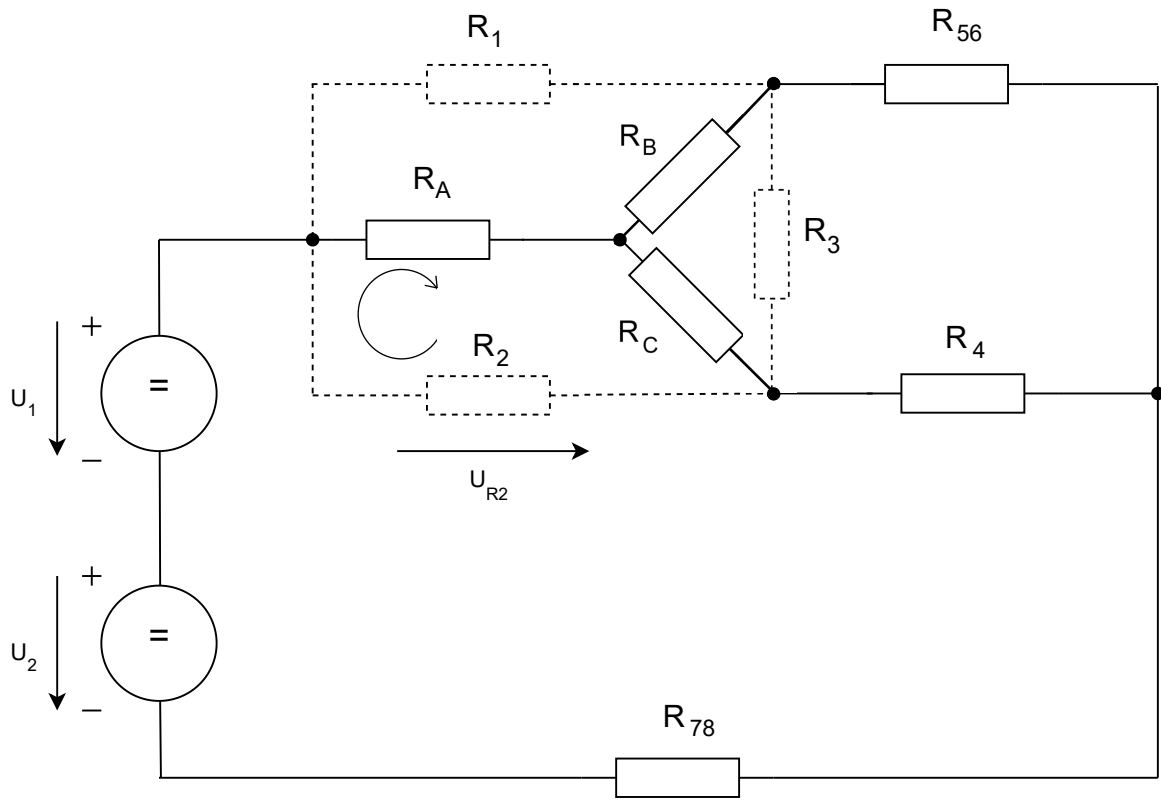 R1
R56
RB
RA
R3
RC
R2
R4
+
U1
=
−
UR2
+
U2
=
−
R78